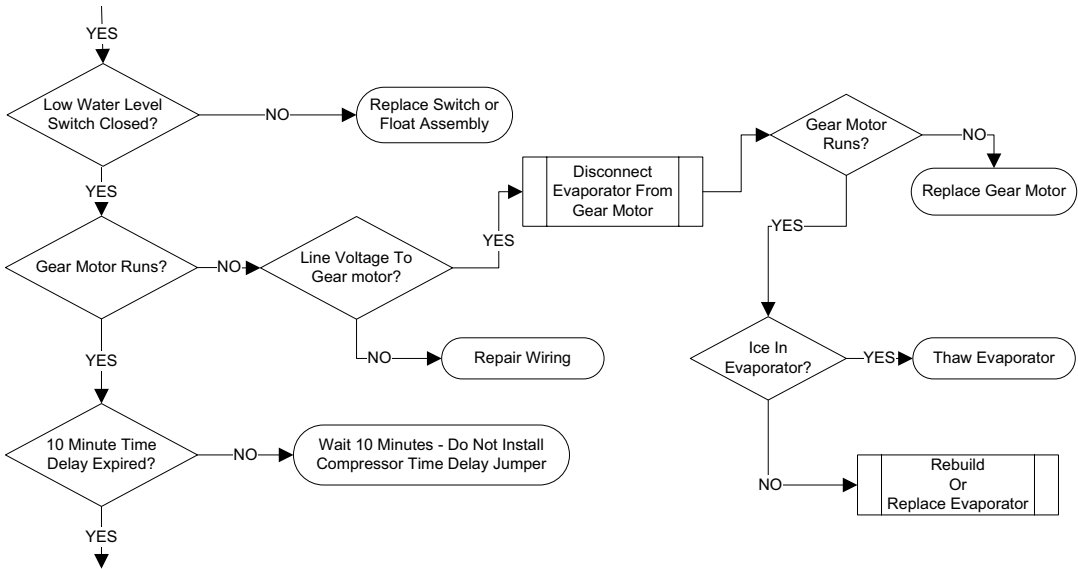 YES
Low Water Level
Switch Closed?
NO
Replace Switch or
Float Assembly
YES
Gear Motor Runs?
NO
Line Voltage To
Gear motor?
YES
Disconnect
Evaporator From
Gear Motor
Gear Motor
Runs?
NO
Replace Gear Motor
YES
NO
Repair Wiring
Ice In
Evaporator?
YES
Thaw Evaporator
NO
Rebuild
Or
Replace Evaporator
YES
10 Minute Time
Delay Expired?
NO
Wait 10 Minutes - Do Not Install
Compressor Time Delay Jumper
YES